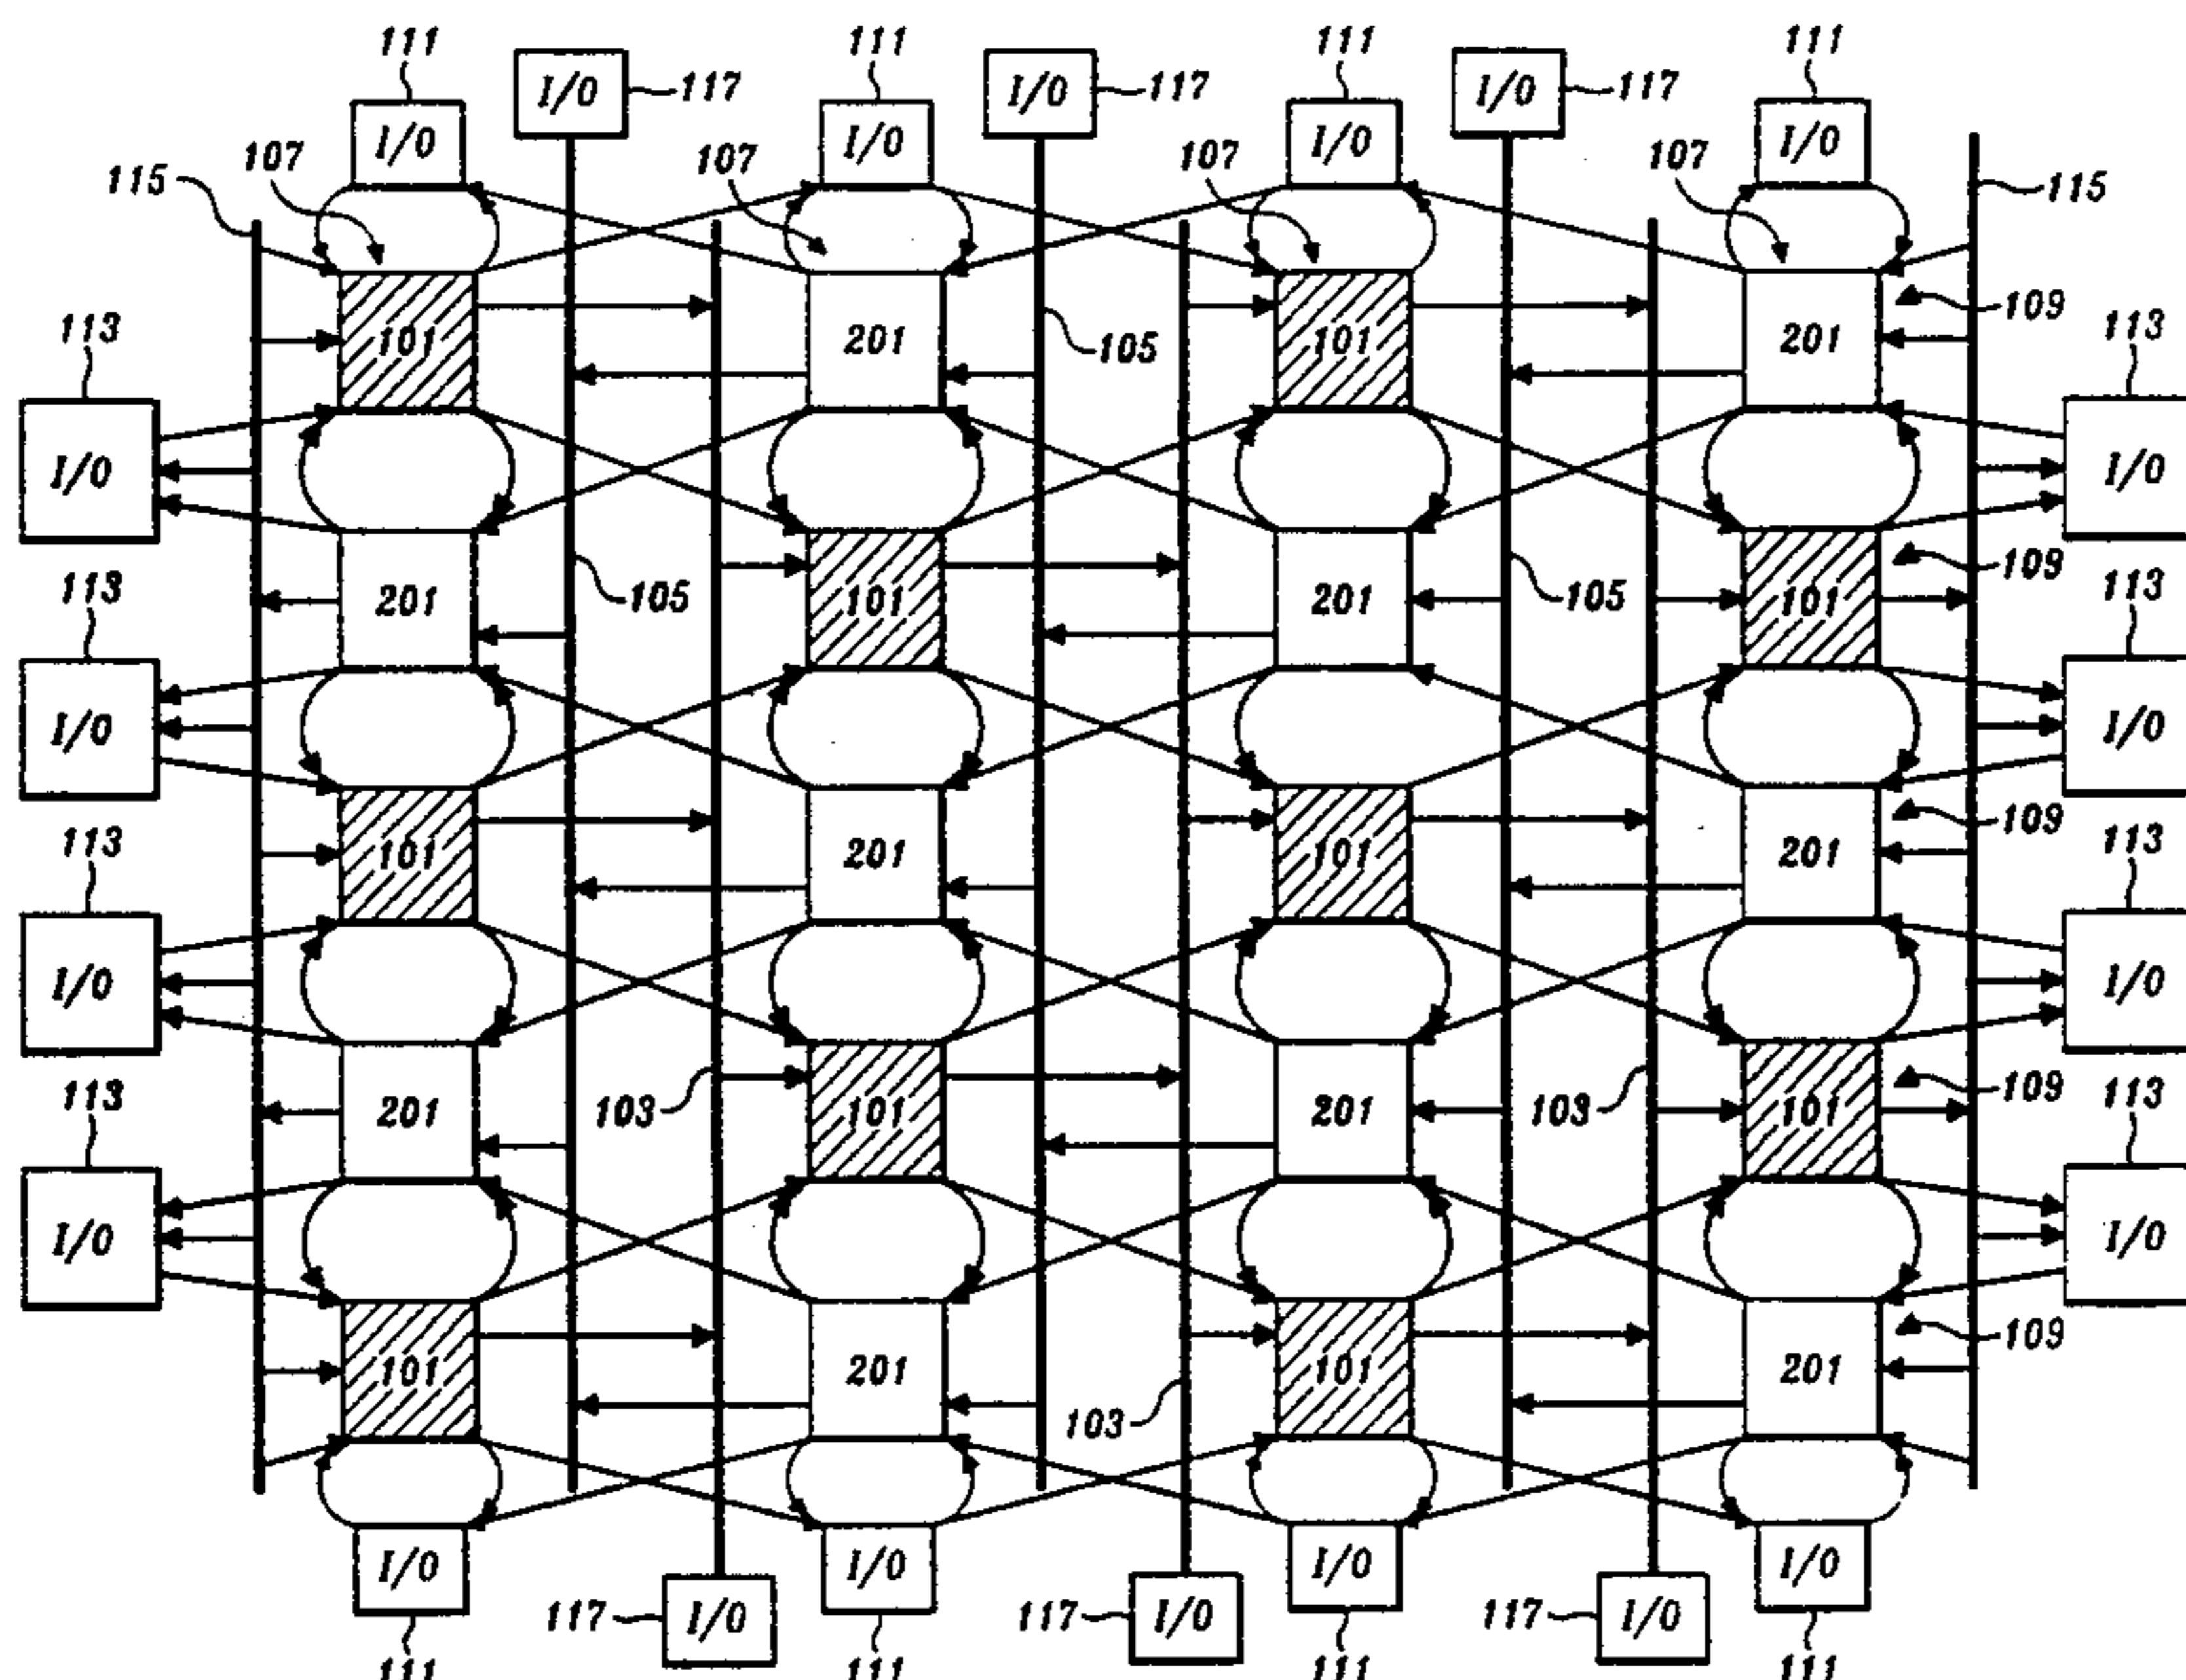 111 111 111 111
I/O 117 I/O 117 I/O 117
I/O I/O I/O I/O
115 107 107 107 107 115
109
113 101 201 105 101 201 113
I/O I/O
109
113 201 105 101 201 105 101 113
I/O I/O
109
113 101 201 101 201 113
I/O I/O
109
113 201 103 101 201 103 101 113
I/O I/O
109
101 201 103 101 201
I/O I/O I/O I/O
117 I/O 117 I/O 117 I/O
111 111 111 111